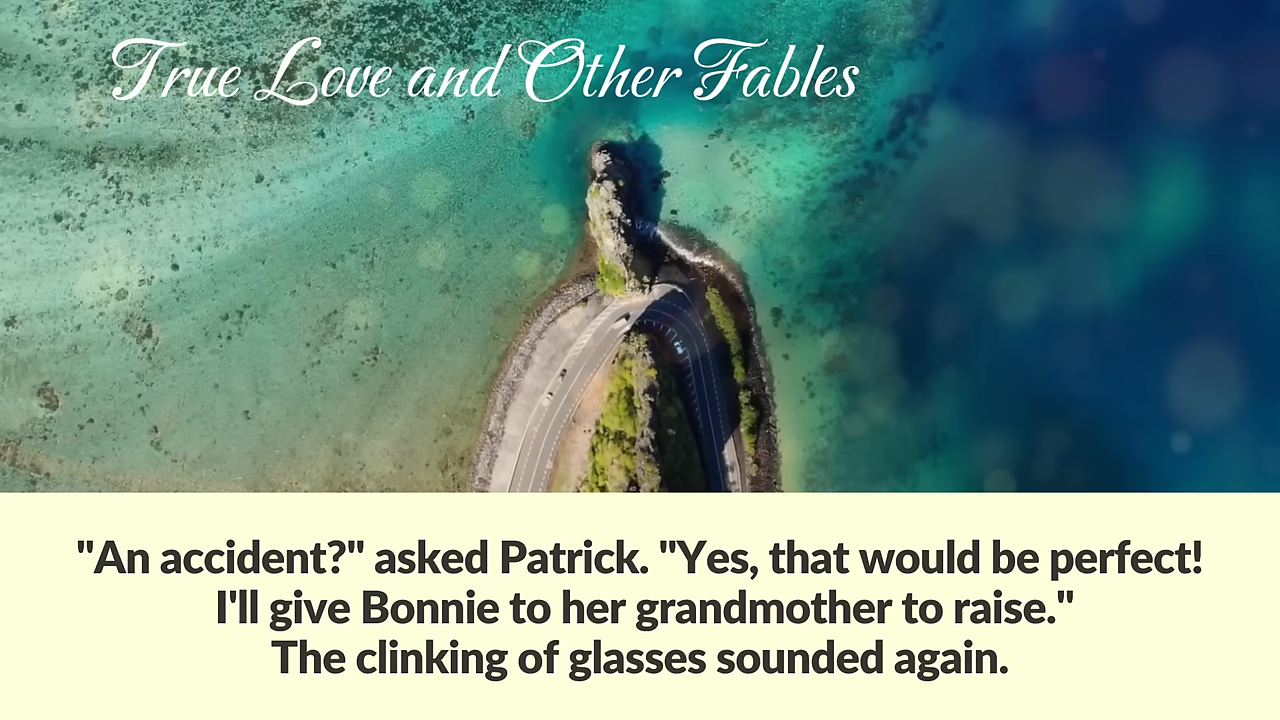 True Love and Other Fables
"An accident?" asked Patrick. "Yes, that would be perfect!
I'll give Bonnie to her grandmother to raise."
The clinking of glasses sounded again.